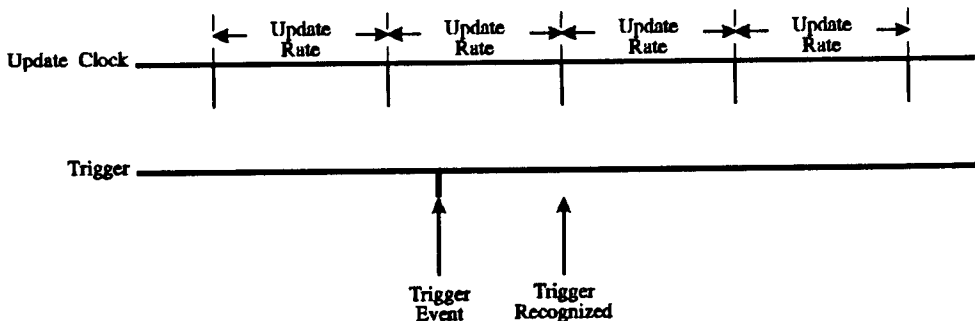 Update
Rate
Update
Rate
Update
Rate
Update
Rate
Update Clock
Trigger
Trigger
Event
Trigger
Recognized